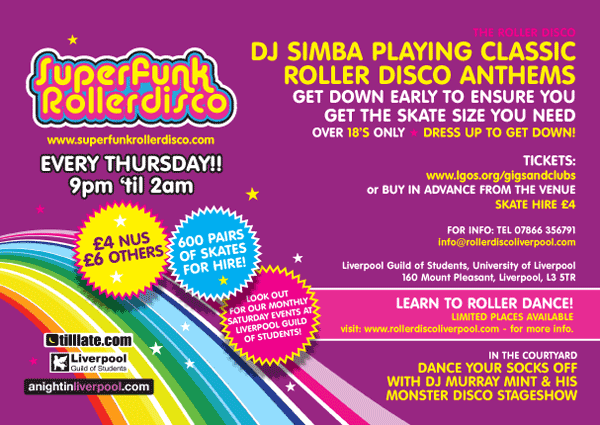 SuperFunk
Rollerdisco
www.superfunkrollerdisco.com
EVERY THURSDAY!!
9pm 'til 2am
£4 NUS
£6 OTHERS
600 PAIRS
OF SKATES
FOR HIRE!
LOOK OUT
FOR OUR MONTHLY
SATURDAY EVENTS AT
LIVERPOOL GUILD
OF STUDENTS!
tilllate.com
Liverpool
Guild of Students
anightinliverpool.com
THE ROLLER DISCO
DJ SIMBA PLAYING CLASSIC
ROLLER DISCO ANTHEMS
GET DOWN EARLY TO ENSURE YOU
GET THE SKATE SIZE YOU NEED
OVER 18'S ONLY • DRESS UP TO GET DOWN!
TICKETS:
www.lgos.org/gigsandclubs
or BUY IN ADVANCE FROM THE VENUE
SKATE HIRE £4
FOR INFO: TEL 07866 356791
info@rollerdiscoliverpool.com
Liverpool Guild of Students, University of Liverpool
160 Mount Pleasant, Liverpool, L3 5TR
LEARN TO ROLLER DANCE!
LIMITED PLACES AVAILABLE
visit: www.rollerdiscoliverpool.com - for more info.
IN THE COURTYARD
DANCE YOUR SOCKS OFF
WITH DJ MURRAY MINT & HIS
MONSTER DISCO STAGESHOW